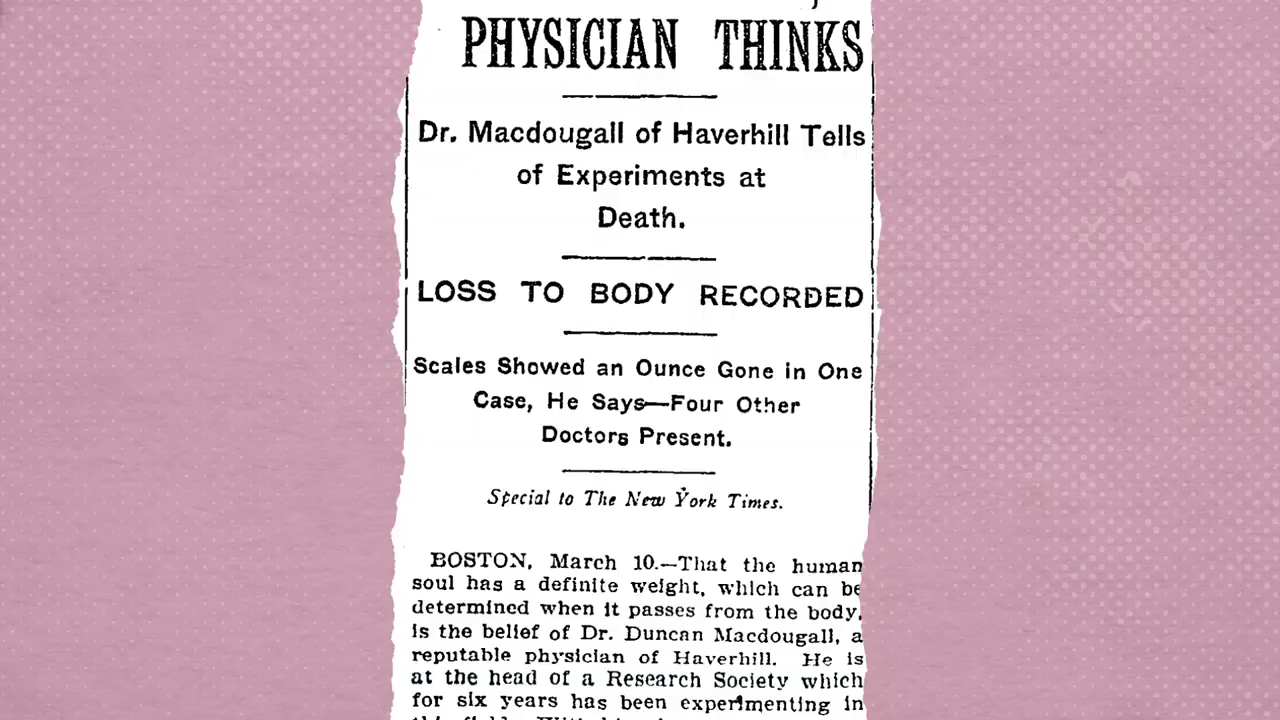 PHYSICIAN THINKS
Dr. Macdougall of Haverhill Tells
of Experiments at
Death.
LOSS TO BODY RECORDED
Scales Showed an Ounce Gone in One
Case, He Says—Four Other
Doctors Present.
Special to The New York Times.
BOSTON, March 10.—That the human
soul has a definite weight, which can be
determined when it passes from the body,
is the belief of Dr. Duncan Macdougall, a
reputable physician of Haverhill. He is
at the head of a Research Society which
for six years has been experimenting in